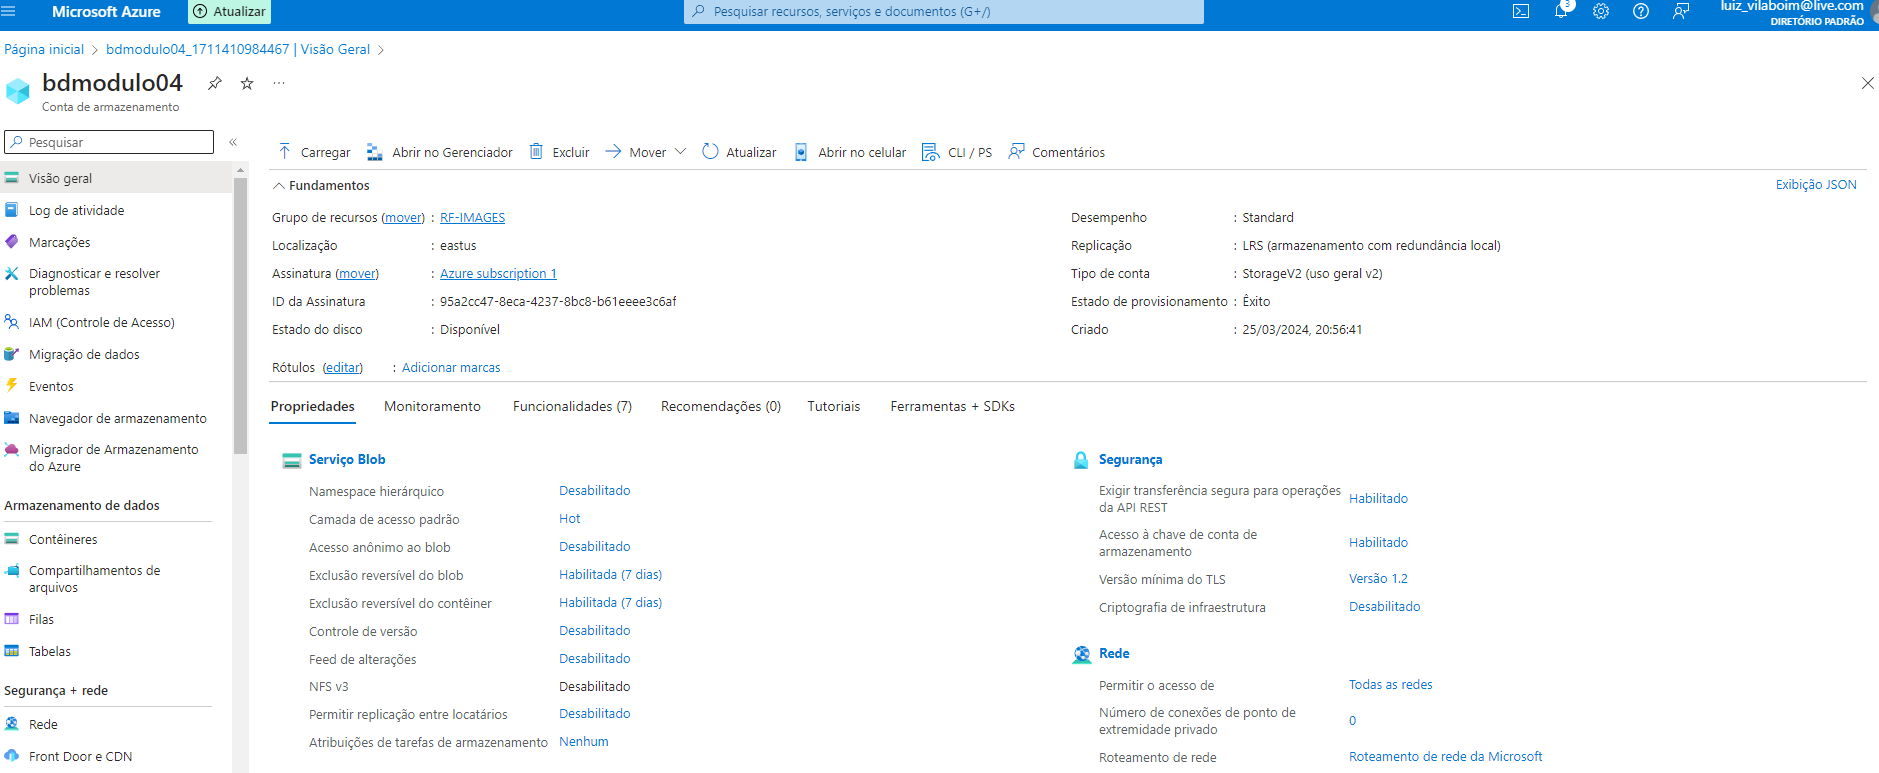 Microsoft Azure
Atualizar
Pesquisar recursos, serviços e documentos (G+/)
3
luiz_vilaboim@live.com
DIRETÓRIO PADRÃO
Página inicial > bdmodulo04_1711410984467 | Visão Geral >
bdmodulo04
Conta de armazenamento
Pesquisar
Visão geral
Log de atividade
Marcações
Diagnosticar e resolver
problemas
IAM (Controle de Acesso)
Migração de dados
Eventos
Navegador de armazenamento
Migrador de Armazenamento
do Azure
Armazenamento de dados
Contêineres
Compartilhamentos de
arquivos
Filas
Tabelas
Segurança + rede
Rede
Front Door e CDN
Carregar Abrir no Gerenciador Excluir Mover Atualizar Abrir no celular CLI / PS Comentários
Fundamentos
Exibição JSON
Grupo de recursos (mover) : RF-IMAGES
Localização : eastus
Assinatura (mover) : Azure subscription 1
ID da Assinatura : 95a2cc47-8eca-4237-8bc8-b61eeee3c6af
Estado do disco : Disponível
Desempenho : Standard
Replicação : LRS (armazenamento com redundância local)
Tipo de conta : StorageV2 (uso geral v2)
Estado de provisionamento : Êxito
Criado : 25/03/2024, 20:56:41
Rótulos (editar) : Adicionar marcas
Propriedades Monitoramento Funcionalidades (7) Recomendações (0) Tutoriais Ferramentas + SDKs
Serviço Blob
Namespace hierárquico Desabilitado
Camada de acesso padrão Hot
Acesso anônimo ao blob Desabilitado
Exclusão reversível do blob Habilitada (7 dias)
Exclusão reversível do contêiner Habilitada (7 dias)
Controle de versão Desabilitado
Feed de alterações Desabilitado
NFS v3 Desabilitado
Permitir replicação entre locatários Desabilitado
Atribuições de tarefas de armazenamento Nenhum
Segurança
Exigir transferência segura para operações
da API REST Habilitado
Acesso à chave de conta de
armazenamento Habilitado
Versão mínima do TLS Versão 1.2
Criptografia de infraestrutura Desabilitado
Rede
Permitir o acesso de Todas as redes
Número de conexões de ponto de
extremidade privado 0
Roteamento de rede Roteamento de rede da Microsoft